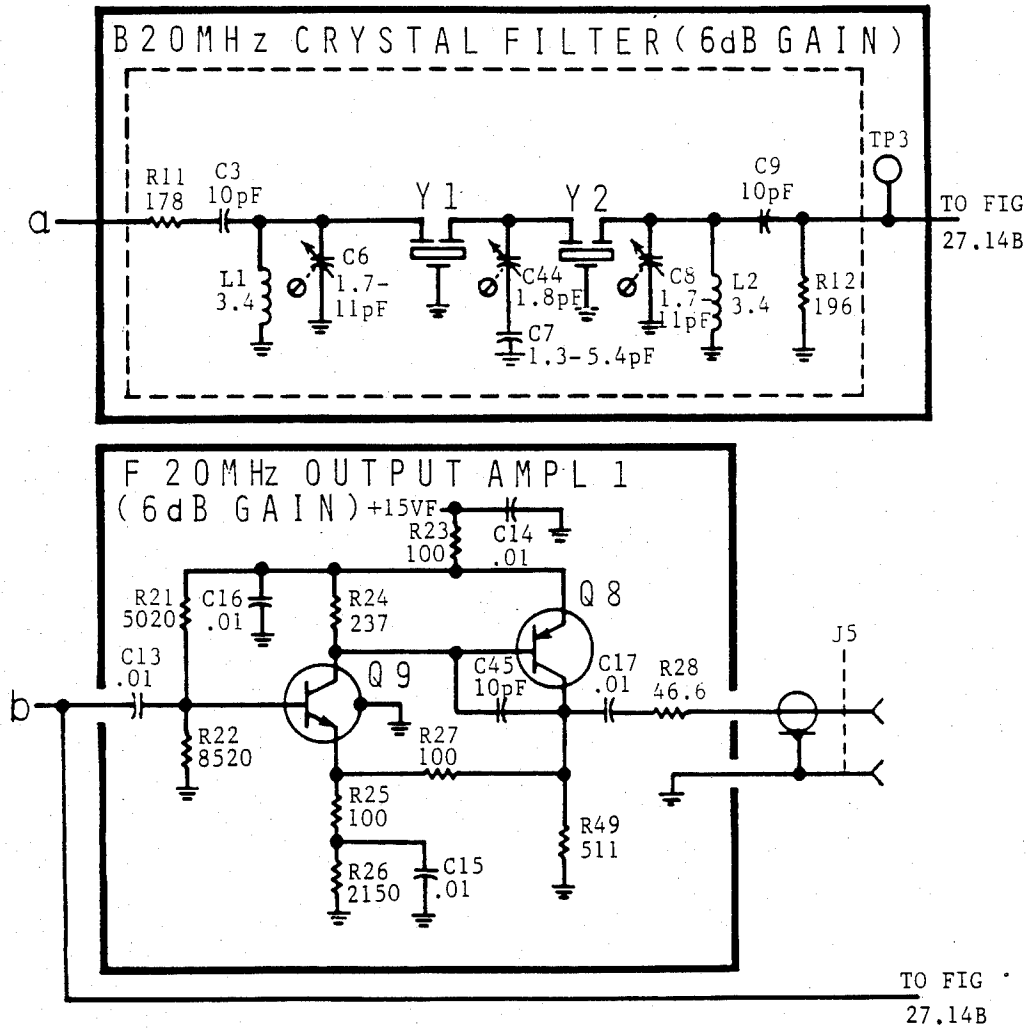 B20MHz CRYSTAL FILTER(6dB GAIN)
TP3
R11
178
C3
10pF
Y1
Y2
C9
10pF
a
TO FIG
27.14B
L1
3.4
C6
1.7-
11pF
C44
1.8pF
C7
1.3-5.4pF
C8
1.7-
11pF
L2
3.4
R12
196
F 20MHz OUTPUT AMPL 1
(6dB GAIN)
+15VF
R23
100
C14
.01
R21
5020
C16
.01
R24
237
Q8
C13
.01
Q9
C45
10pF
C17
.01
R28
46.6
J5
b
R22
8520
R27
100
R25
100
R49
511
R26
2150
C15
.01
TO FIG
27.14B